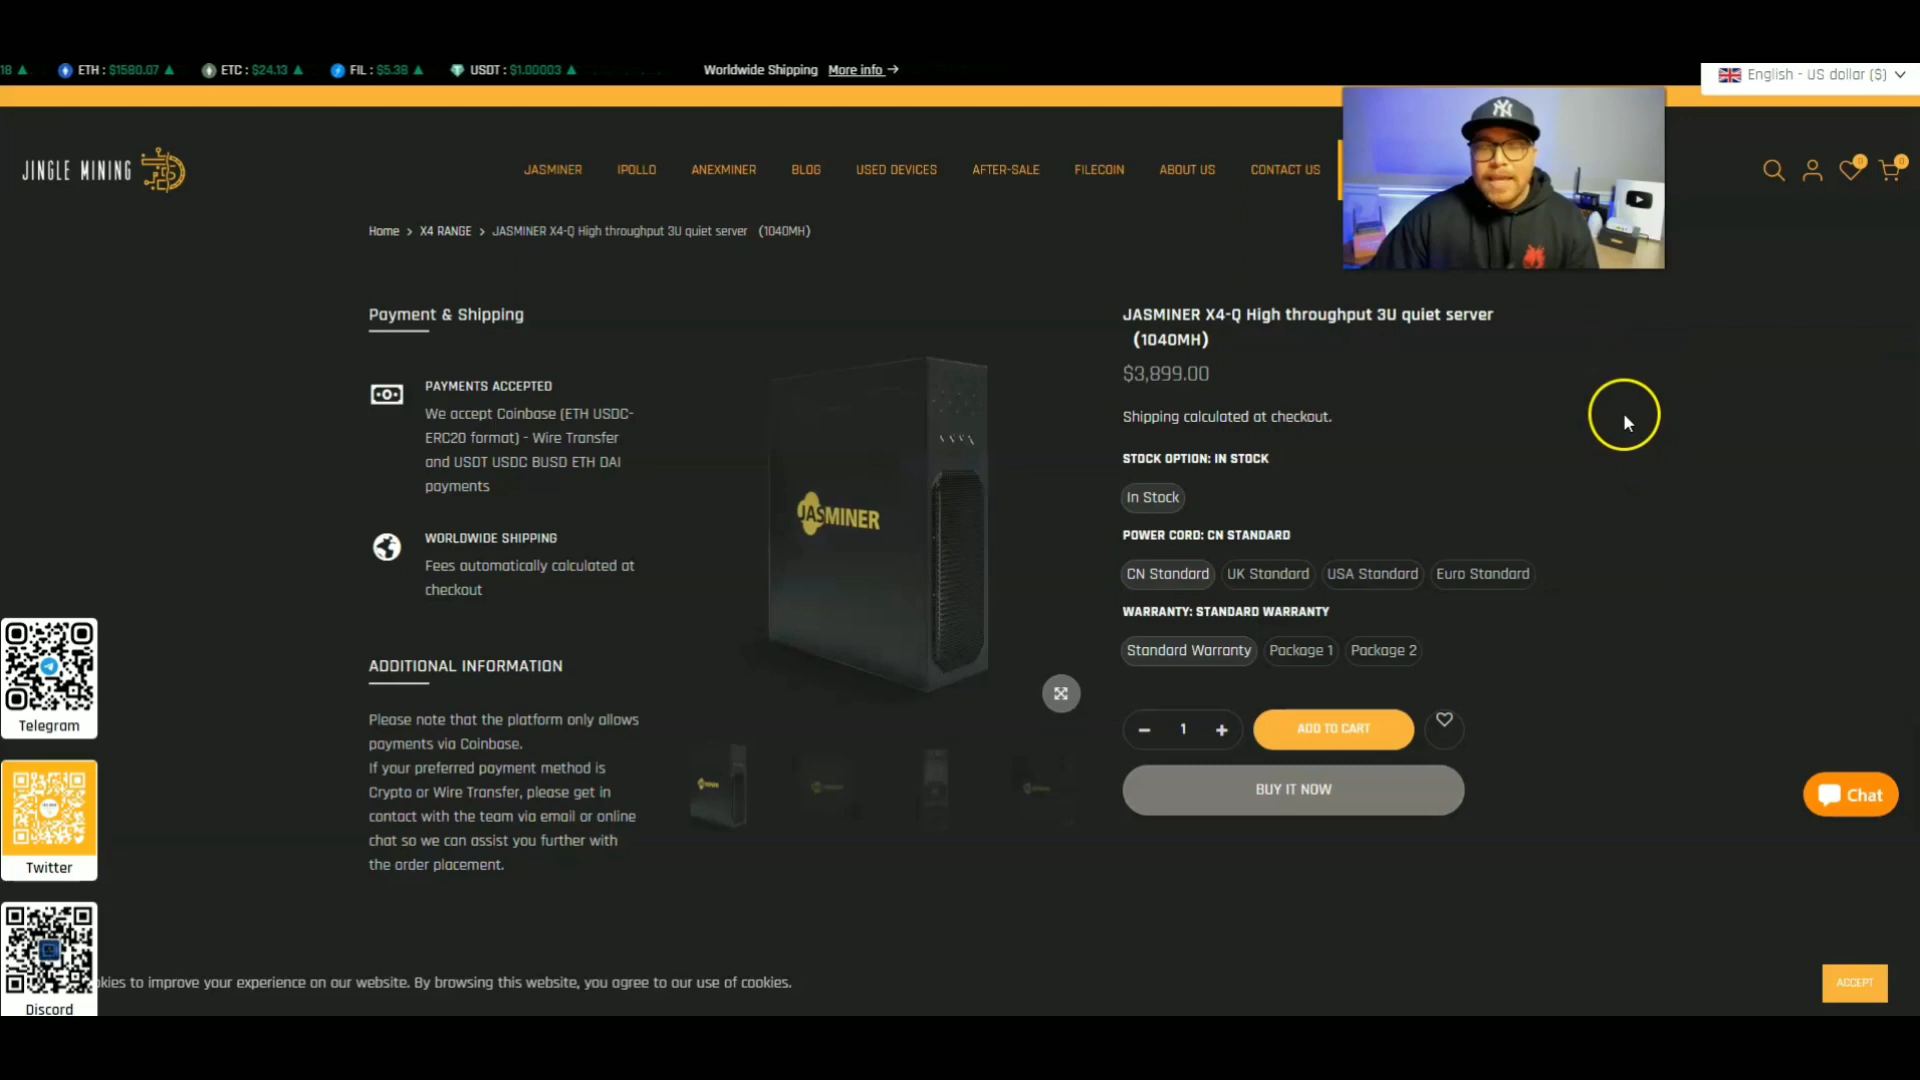 18
ETH : $1580.07
ETC : $24.13
FIL : $5.38
USDT : $1.00003
Worldwide Shipping More info →
English - US dollar ($)
JINGLE MINING
JASMINER
IPOLLO
ANEXMINER
BLOG
USED DEVICES
AFTER-SALE
FILECOIN
ABOUT US
CONTACT US
0
0
Home > X4 RANGE > JASMINER X4-Q High throughput 3U quiet server (1040MH)
Payment & Shipping
PAYMENTS ACCEPTED
We accept Coinbase (ETH USDC-
ERC20 format) - Wire Transfer
and USDT USDC BUSD ETH DAI
payments
WORLDWIDE SHIPPING
Fees automatically calculated at
checkout
ADDITIONAL INFORMATION
Please note that the platform only allows
payments via Coinbase.
If your preferred payment method is
Crypto or Wire Transfer, please get in
contact with the team via email or online
chat so we can assist you further with
the order placement.
JASMINER
JASMINER X4-Q High throughput 3U quiet server
(1040MH)
$3,899.00
Shipping calculated at checkout.
STOCK OPTION: IN STOCK
In Stock
POWER CORD: CN STANDARD
CN Standard
UK Standard
USA Standard
Euro Standard
WARRANTY: STANDARD WARRANTY
Standard Warranty
Package 1
Package 2
− 1 +
ADD TO CART
BUY IT NOW
Telegram
Twitter
Discord
Chat
kies to improve your experience on our website. By browsing this website, you agree to our use of cookies.
ACCEPT